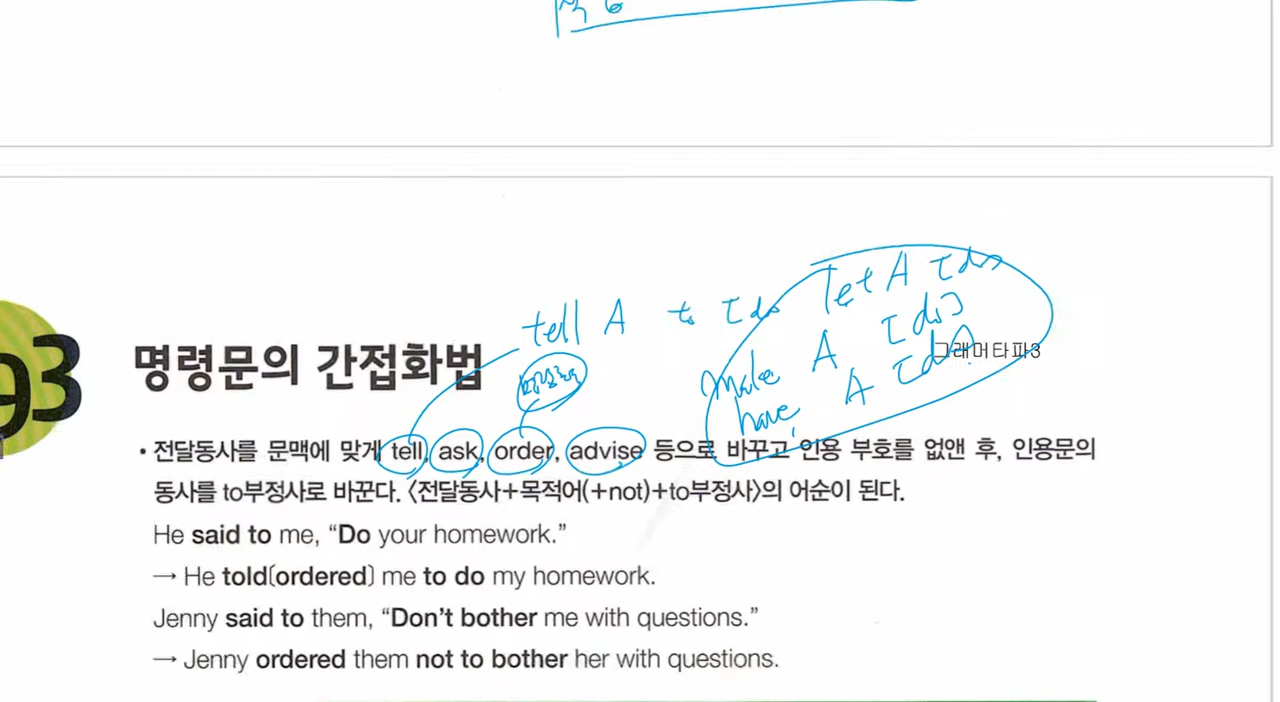 tell A to
let A
make A
have A
93
명령문의 간접화법
그래머타파3
• 전달동사를 문맥에 맞게 tell, ask, order, advise 등으로 바꾸고 인용 부호를 없앤 후, 인용문의
동사를 to부정사로 바꾼다. 〈전달동사+목적어(+not)+to부정사〉의 어순이 된다.
He said to me, “Do your homework.”
→ He told(ordered) me to do my homework.
Jenny said to them, “Don’t bother me with questions.”
→ Jenny ordered them not to bother her with questions.